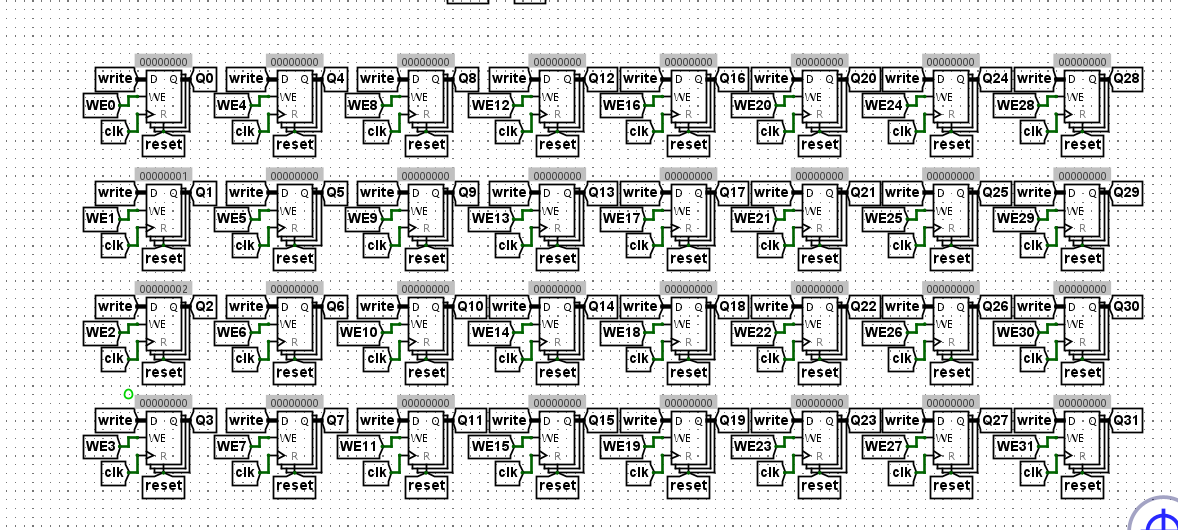 00000000 00000000 00000000 00000000 00000000 00000000 00000000 00000000
write D Q Q0 write D Q Q4 write D Q Q8 write D Q Q12 write D Q Q16 write D Q Q20 write D Q Q24 write D Q Q28
WE0 WE WE4 WE WE8 WE WE12 WE WE16 WE WE20 WE WE24 WE WE28 WE
clk R clk R clk R clk R clk R clk R clk R clk R
reset reset reset reset reset reset reset reset
00000001 00000000 00000000 00000000 00000000 00000000 00000000 00000000
write D Q Q1 write D Q Q5 write D Q Q9 write D Q Q13 write D Q Q17 write D Q Q21 write D Q Q25 write D Q Q29
WE1 WE WE5 WE WE9 WE WE13 WE WE17 WE WE21 WE WE25 WE WE29 WE
clk R clk R clk R clk R clk R clk R clk R clk R
reset reset reset reset reset reset reset reset
00000002 00000000 00000000 00000000 00000000 00000000 00000000 00000000
write D Q Q2 write D Q Q6 write D Q Q10 write D Q Q14 write D Q Q18 write D Q Q22 write D Q Q26 write D Q Q30
WE2 WE WE6 WE WE10 WE WE14 WE WE18 WE WE22 WE WE26 WE WE30 WE
clk R clk R clk R clk R clk R clk R clk R clk R
reset reset reset reset reset reset reset reset
00000000 00000000 00000000 00000000 00000000 00000000 00000000 00000000
write D Q Q3 write D Q Q7 write D Q Q11 write D Q Q15 write D Q Q19 write D Q Q23 write D Q Q27 write D Q Q31
WE3 WE WE7 WE WE11 WE WE15 WE WE19 WE WE23 WE WE27 WE WE31 WE
clk R clk R clk R clk R clk R clk R clk R clk R
reset reset reset reset reset reset reset reset